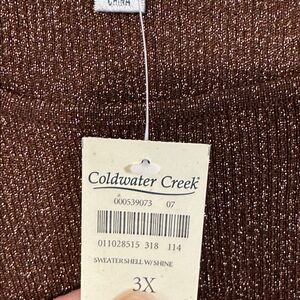 CHINA
Coldwater Creek®
000539073 07
011028515 318 114
SWEATER SHELL W/ SHINE
3X